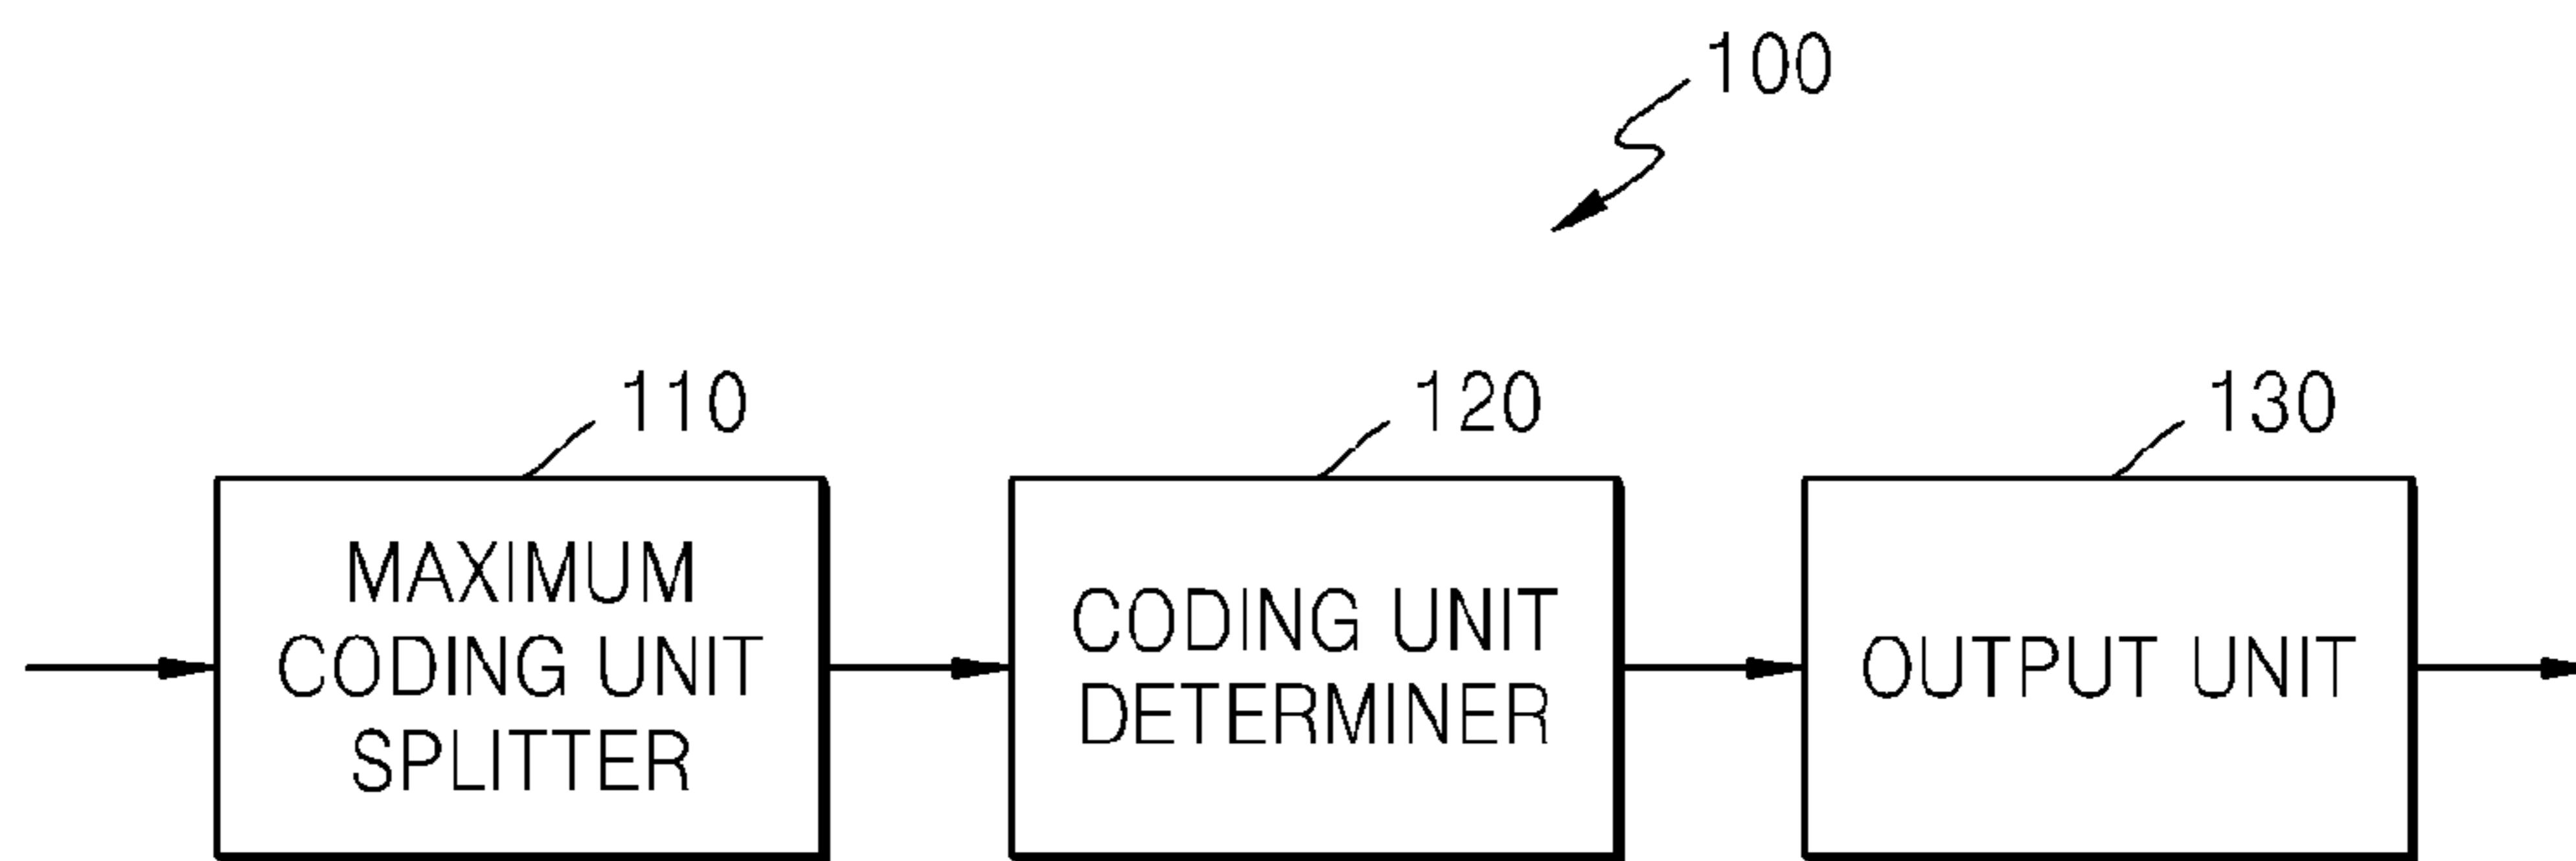 100
110
120
130
MAXIMUM
CODING UNIT
SPLITTER
CODING UNIT
DETERMINER
OUTPUT UNIT